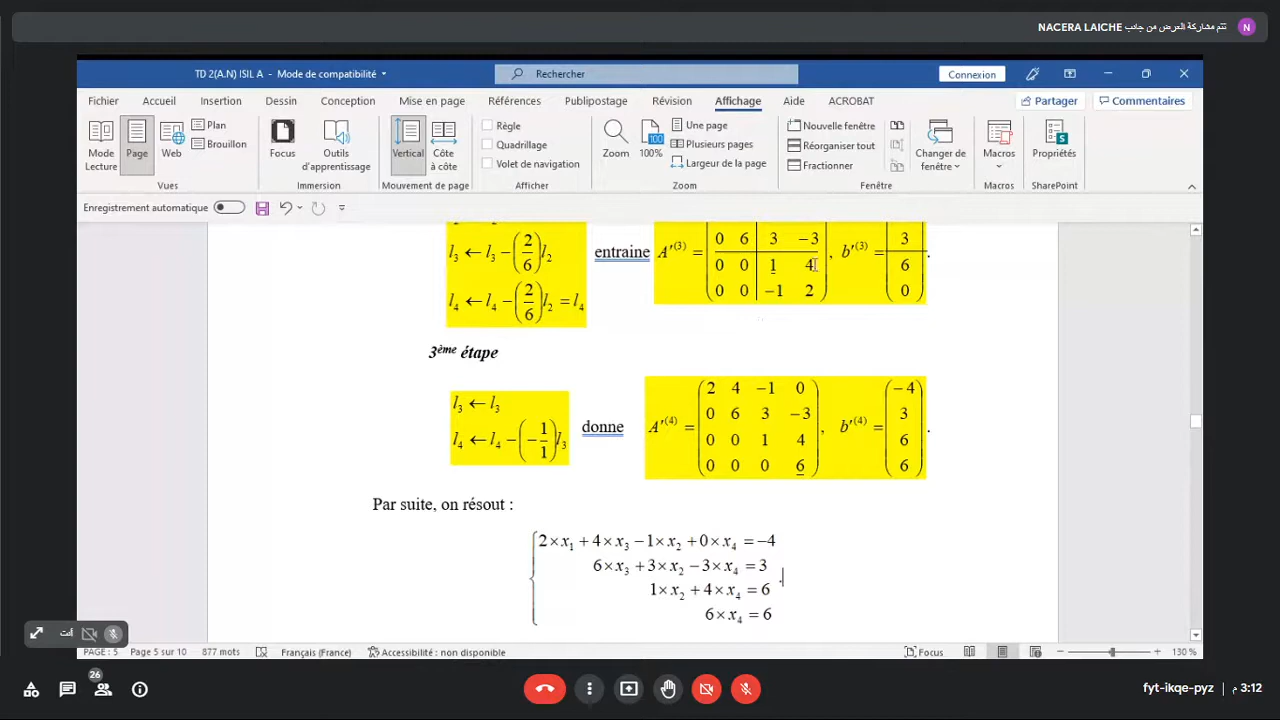 تتم مشاركة العرض من جانب NACERA LAICHE
N
TD 2(A.N) ISIL A - Mode de compatibilité
Rechercher
Connexion
Fichier Accueil Insertion Dessin Conception Mise en page Références Publipostage Révision Affichage Aide ACROBAT Partager Commentaires
Mode Lecture
Page
Web
Plan
Brouillon
Vues
Focus
Outils d'apprentissage
Immersion
Vertical
Côte à côte
Mouvement de page
Règle
Quadrillage
Volet de navigation
Afficher
Zoom
100
100%
Une page
Plusieurs pages
Largeur de la page
Zoom
Nouvelle fenêtre
Réorganiser tout
Fractionner
Changer de fenêtre
Fenêtre
Macros
Macros
Propriétés
SharePoint
Enregistrement automatique
l₃ ← l₃ − (2/6) l₂
l₄ ← l₄ − (2/6) l₂ = l₄
entraine
A′⁽³⁾ =
0 6 3 −3
0 0 1 4
0 0 −1 2
, b′⁽³⁾ =
3
6
0
.
3ème étape
l₃ ← l₃
l₄ ← l₄ − (−1/1) l₃
donne
A′⁽⁴⁾ =
2 4 −1 0
0 6 3 −3
0 0 1 4
0 0 0 6
, b′⁽⁴⁾ =
−4
3
6
6
.
Par suite, on résout :
2×x₁ + 4×x₃ −1×x₂ + 0×x₄ = −4
6×x₃ + 3×x₂ − 3×x₄ = 3
1×x₂ + 4×x₄ = 6
6×x₄ = 6
.
أنت
PAGE : 5 Page 5 sur 10 877 mots Français (France) Accessibilité : non disponible Focus 130 %
26
fyt-ikqe-pyz
3:12 م